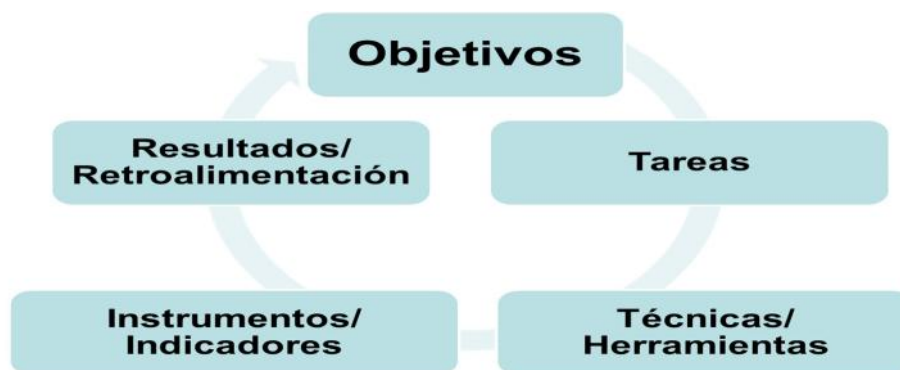 Objetivos
Tareas
Técnicas/
Herramientas
Instrumentos/
Indicadores
Resultados/
Retroalimentación